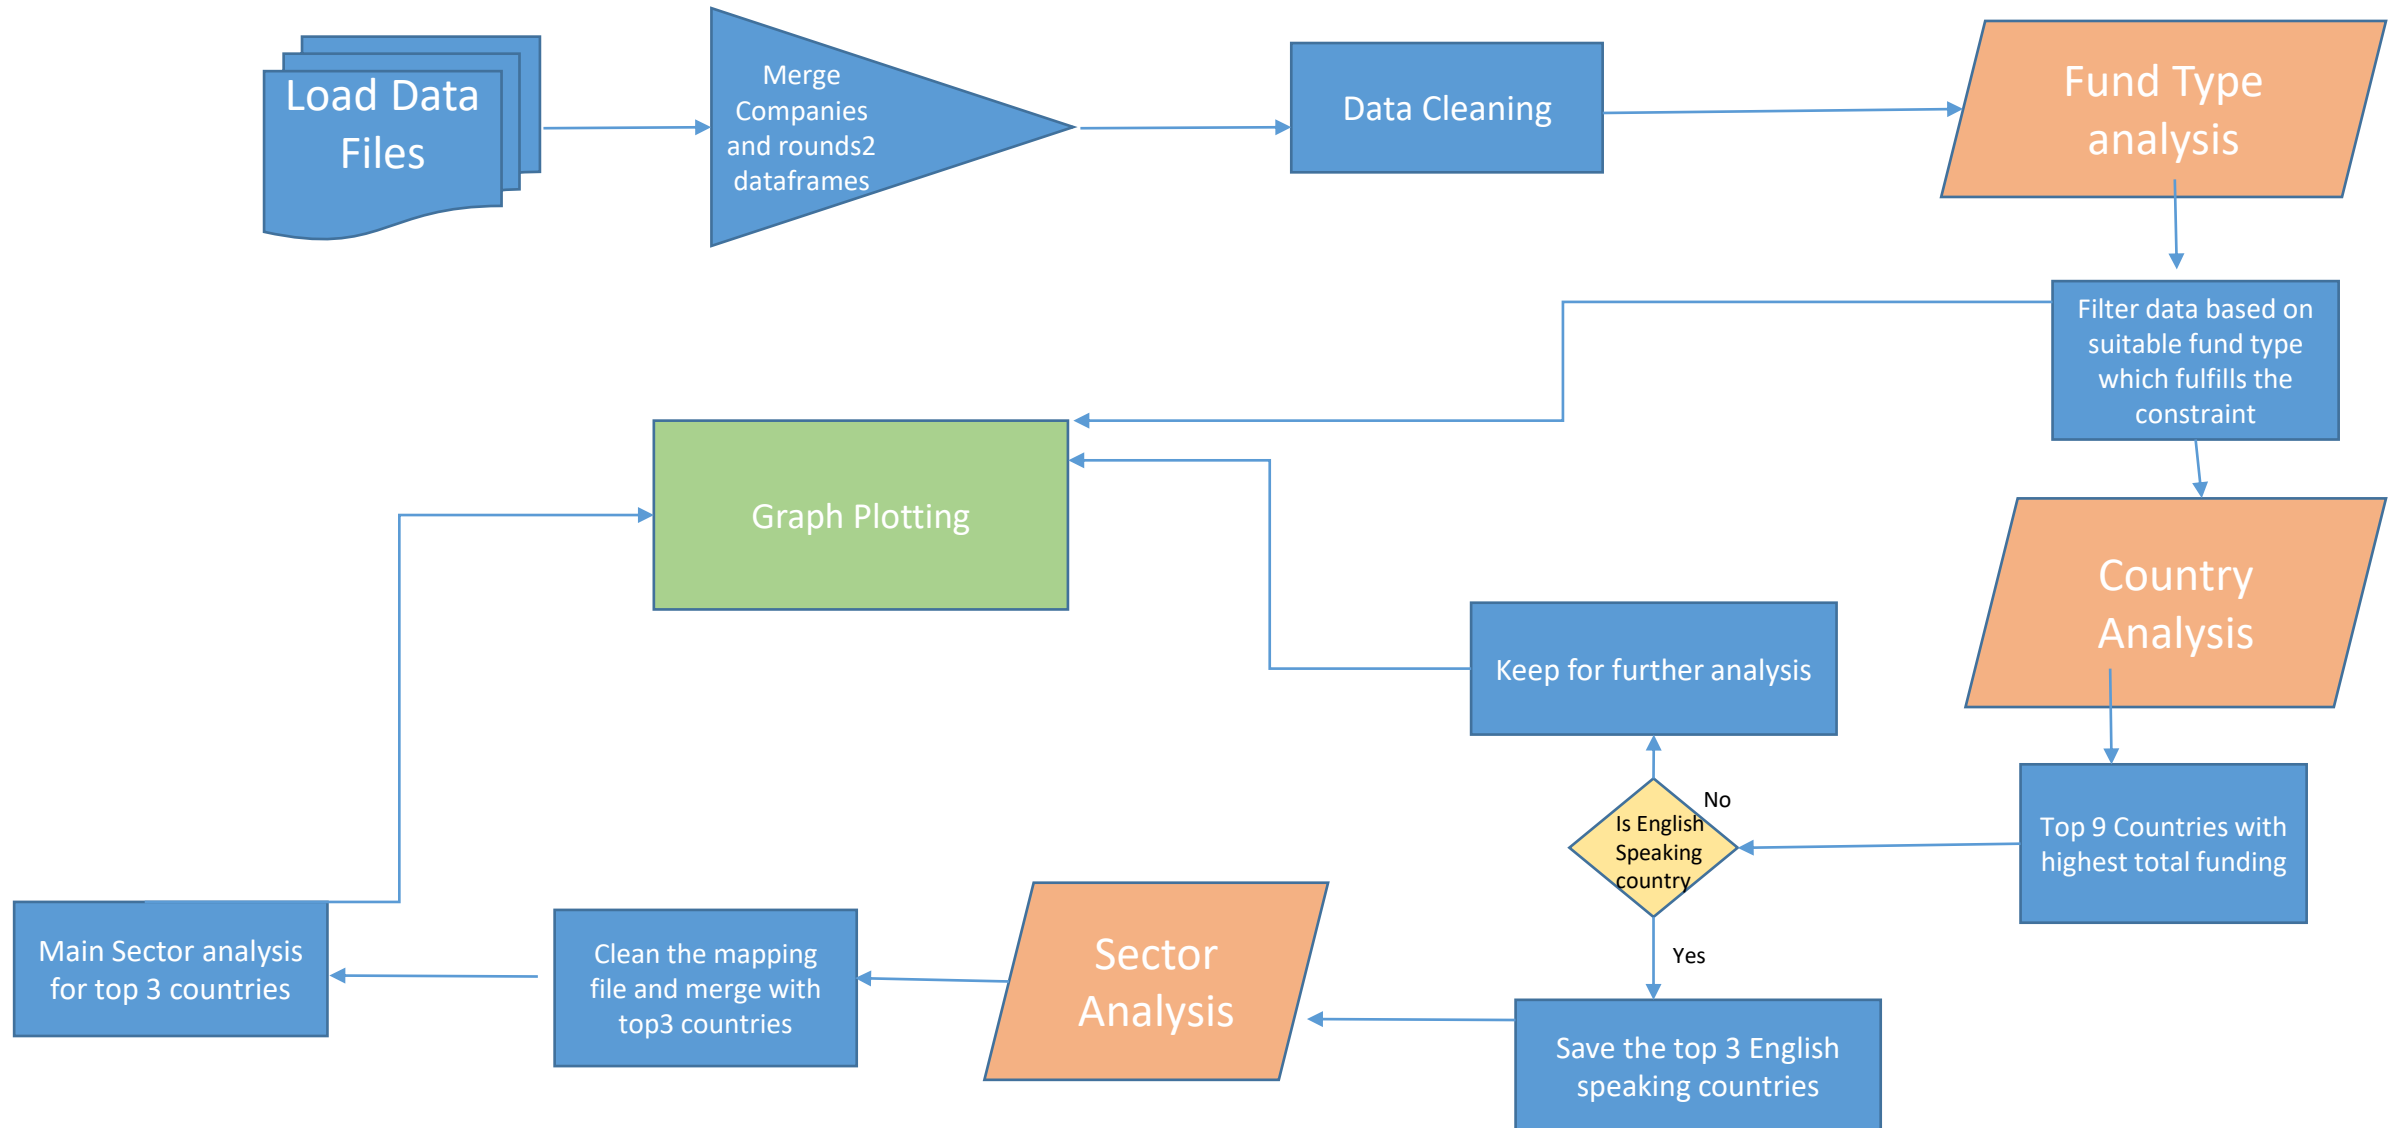 Load Data
Files
Merge
Companies
and rounds2
dataframes
Data Cleaning
Fund Type
analysis
Filter data based on
suitable fund type
which fulfills the
constraint
Graph Plotting
Country
Analysis
Keep for further analysis
No
Is English
Speaking
country
Top 9 Countries with
highest total funding
Yes
Save the top 3 English
speaking countries
Sector
Analysis
Clean the mapping
file and merge with
top3 countries
Main Sector analysis
for top 3 countries